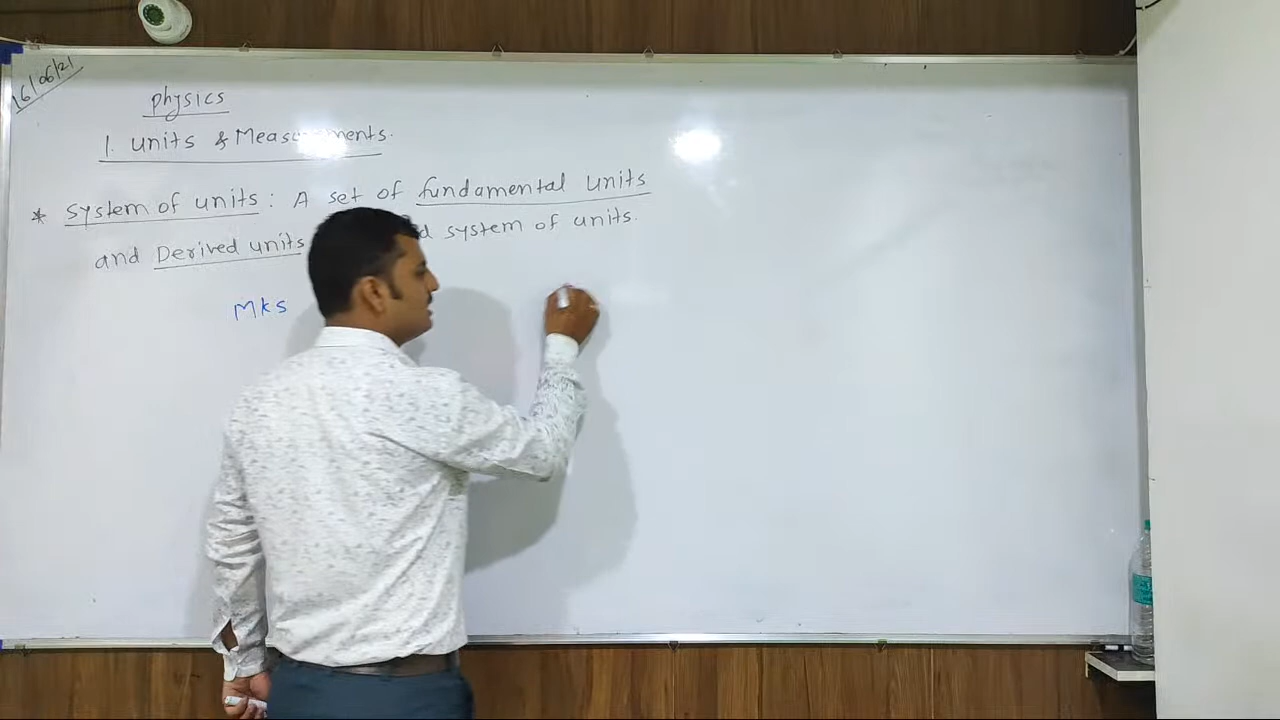 16/06/21
physics
1. Units & Measurements.
* System of units : A set of fundamental units
and Derived units system of units.
MKS